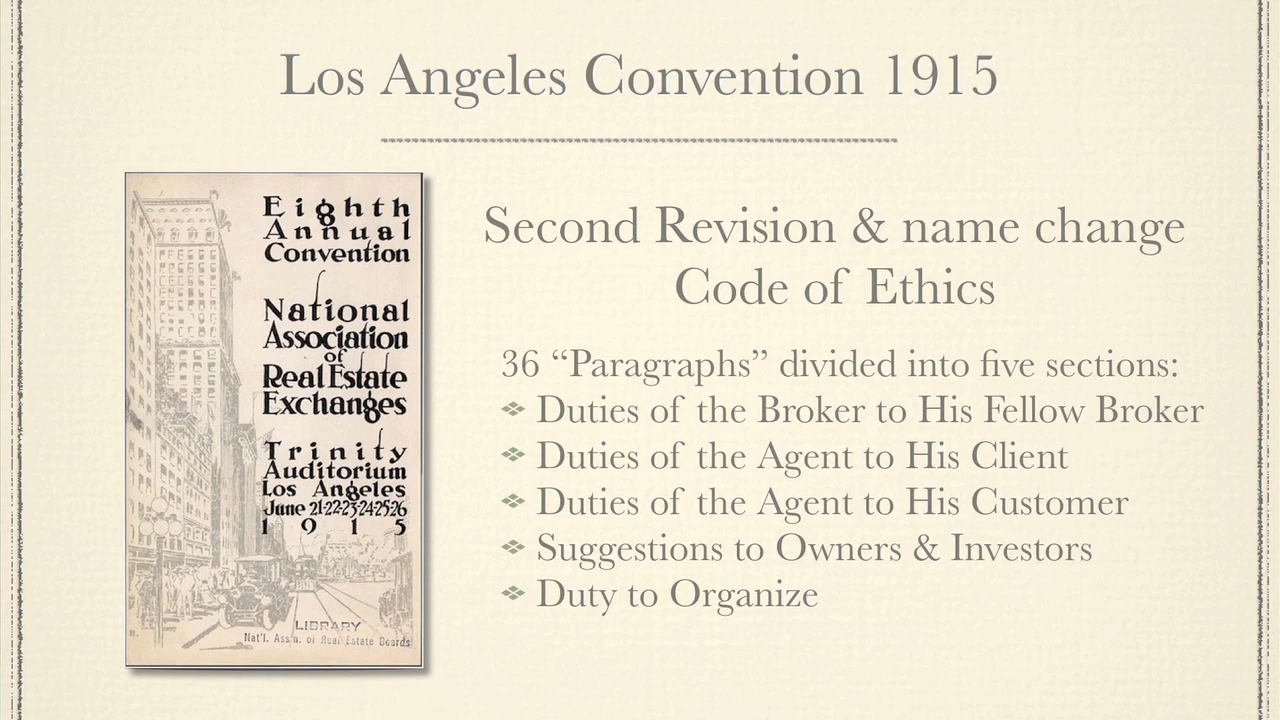 Los Angeles Convention 1915
Eighth
Annual
Convention
National
Association
of
Real Estate
Exchanges
Trinity
Auditorium
Los Angeles
June 21-22-23-24-25-26
1915
LIBRARY
Nat'l. Ass'n. of Real Estate Boards
Second Revision & name change
Code of Ethics
36 “Paragraphs” divided into five sections:
Duties of the Broker to His Fellow Broker
Duties of the Agent to His Client
Duties of the Agent to His Customer
Suggestions to Owners & Investors
Duty to Organize